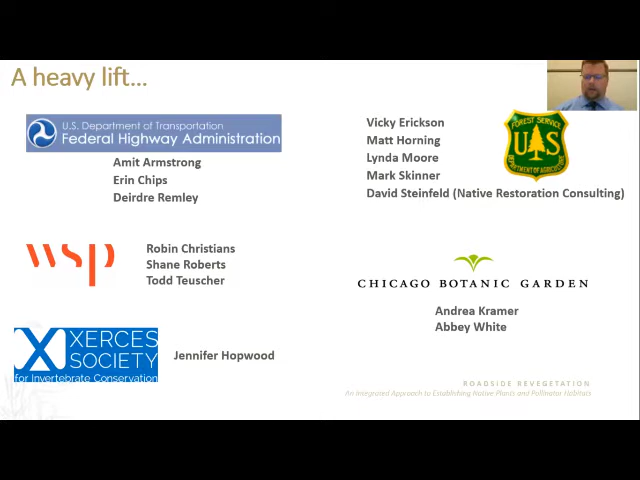 A heavy lift...
U.S. Department of Transportation
Federal Highway Administration
Amit Armstrong
Erin Chips
Deirdre Remley
Vicky Erickson
Matt Horning
Lynda Moore
Mark Skinner
David Steinfeld (Native Restoration Consulting)
FOREST SERVICE
U S
DEPARTMENT OF AGRICULTURE
wsp
Robin Christians
Shane Roberts
Todd Teuscher
CHICAGO BOTANIC GARDEN
Andrea Kramer
Abbey White
X XERCES
SOCIETY
for Invertebrate Conservation
Jennifer Hopwood
ROADSIDE REVEGETATION
An Integrated Approach to Establishing Native Plants and Pollinator Habitats